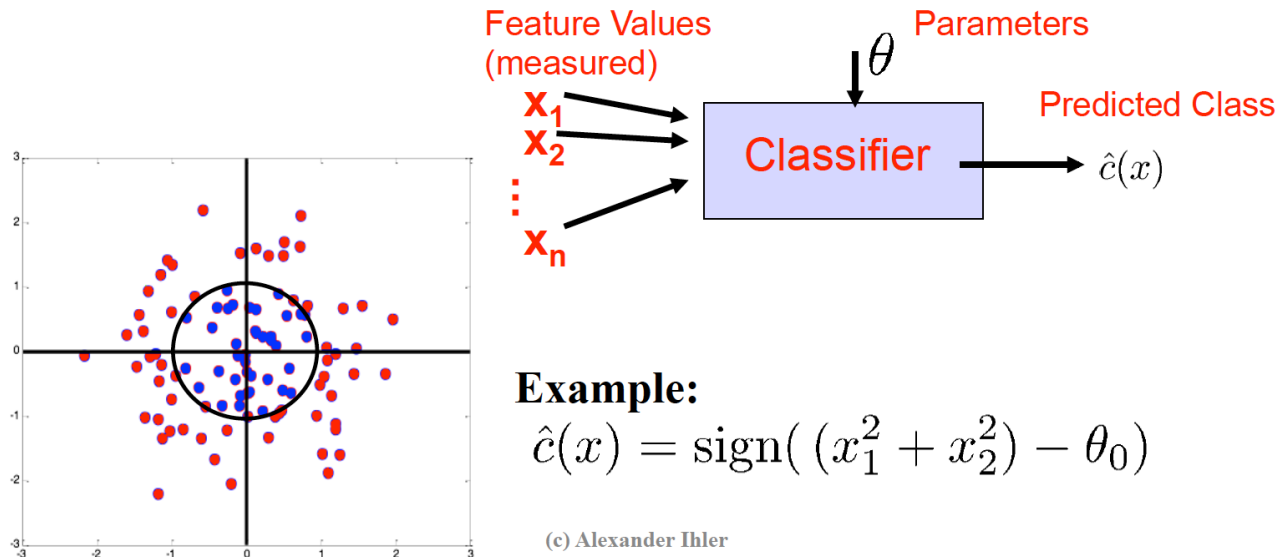 Feature Values
(measured)
Parameters
θ
x₁
x₂
⋮
xₙ
Classifier
Predicted Class
ĉ(x)
3
2
1
0
-1
-2
-3
-3
-2
-1
0
1
2
3
Example:
ĉ(x) = sign( (x₁² + x₂²) − θ₀)
(c) Alexander Ihler